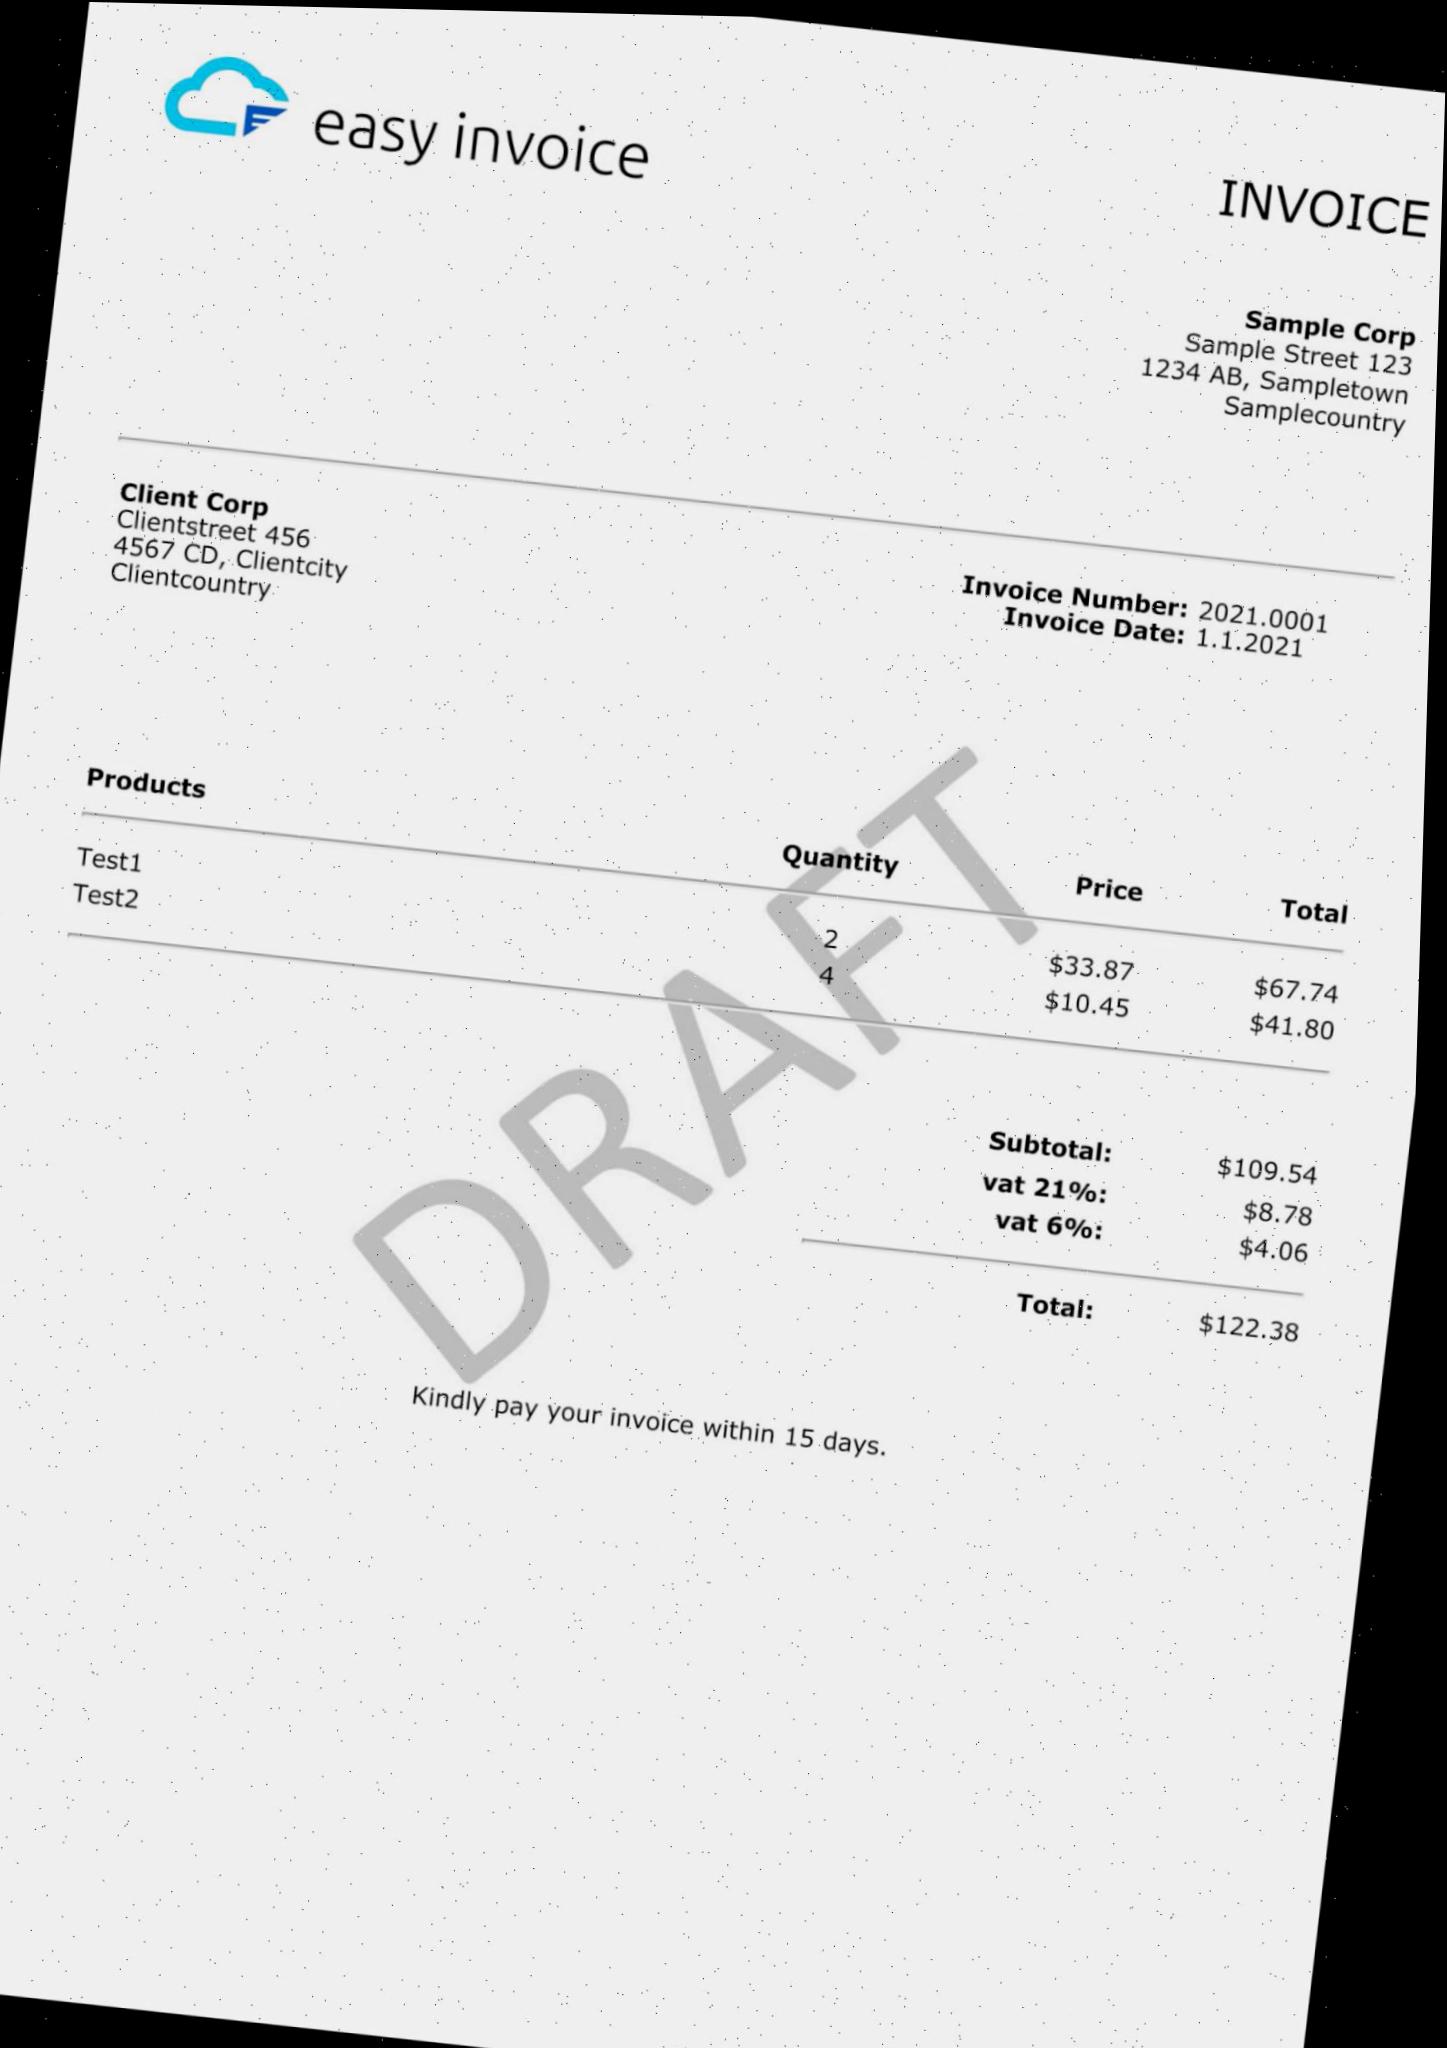 easy invoice
INVOICE
Sample Corp
Sample Street 123
1234 AB, Sampletown
Samplecountry
Client Corp
Clientstreet 456
4567 CD, Clientcity
Clientcountry
Invoice Number: 2021.0001
Invoice Date: 1.1.2021
Products Quantity Price Total
Test1 2 $33.87 $67.74
Test2 4 $10.45 $41.80
DRAFT
Subtotal: $109.54
vat 21%: $8.78
vat 6%: $4.06
Total: $122.38
Kindly pay your invoice within 15 days.